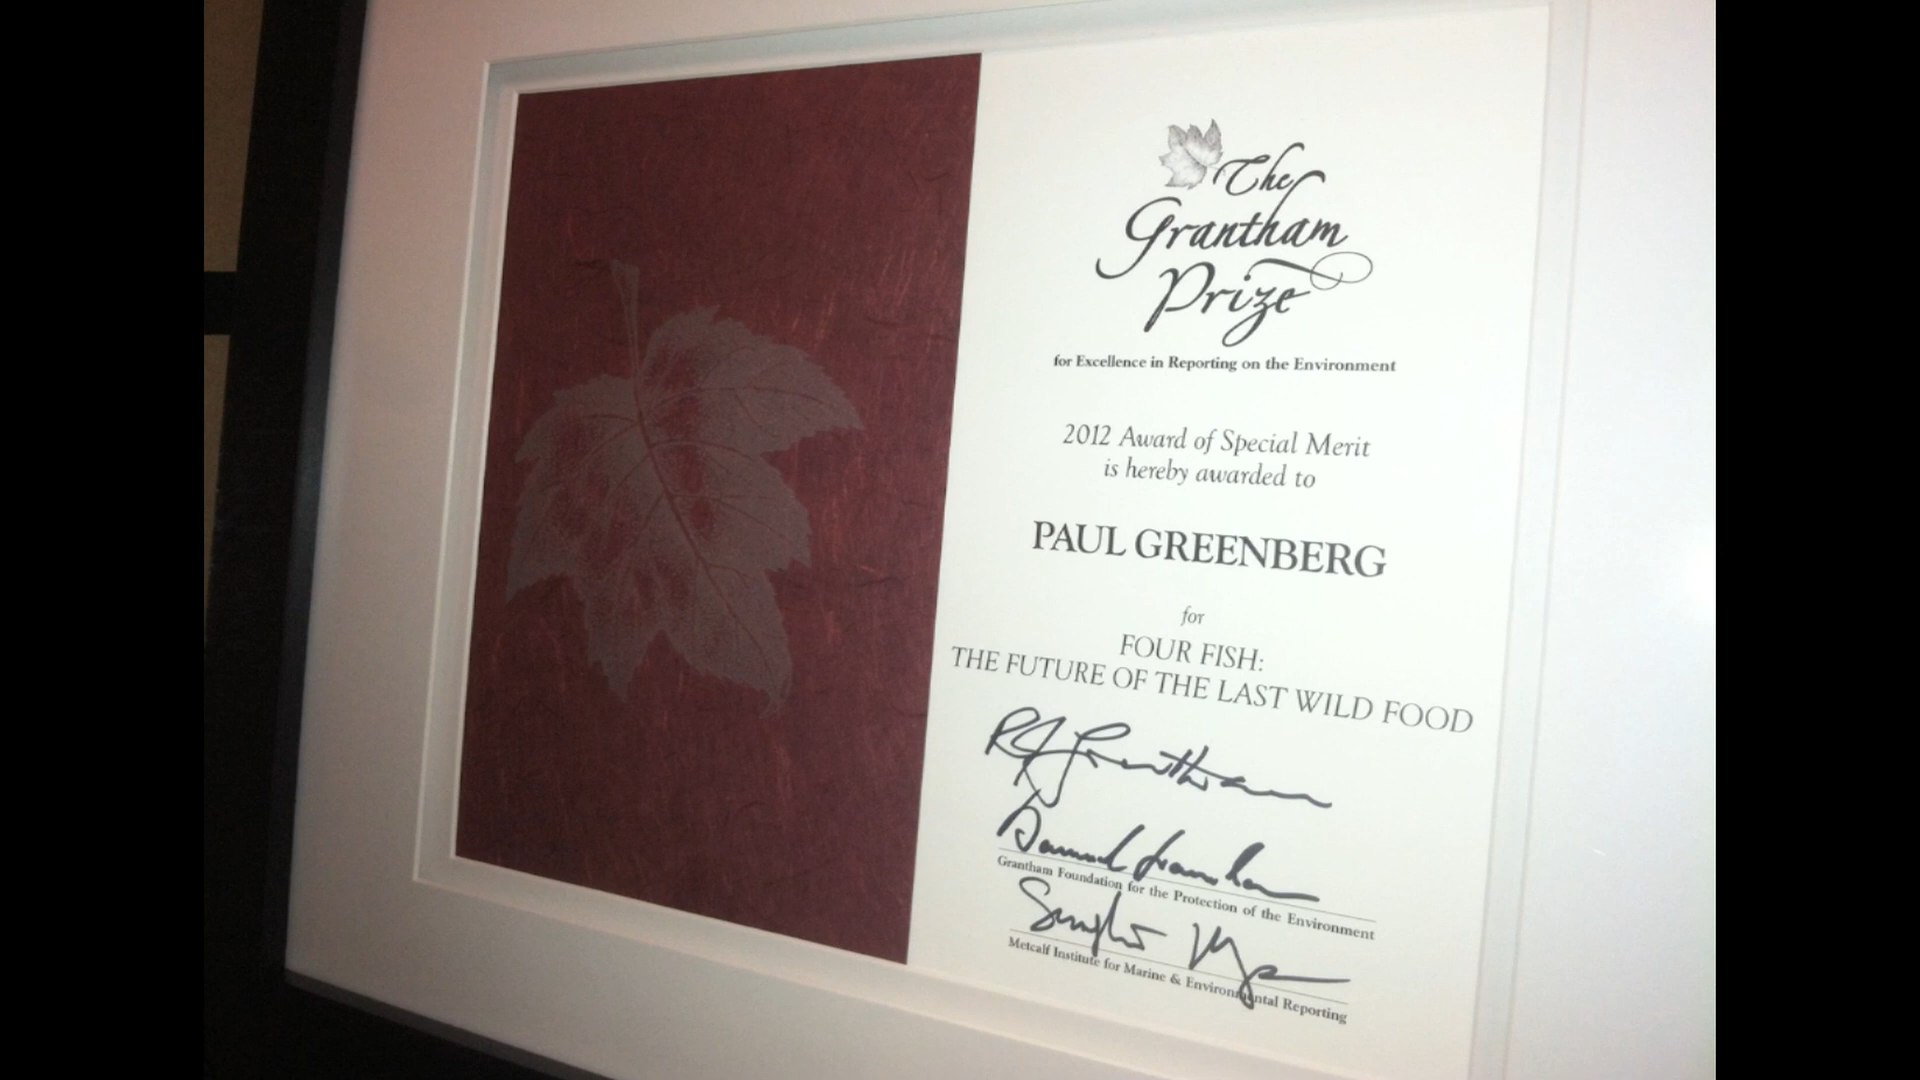 The
Grantham
Prize
for Excellence in Reporting on the Environment
2012 Award of Special Merit
is hereby awarded to
PAUL GREENBERG
for
FOUR FISH:
THE FUTURE OF THE LAST WILD FOOD
Grantham Foundation for the Protection of the Environment
Metcalf Institute for Marine & Environmental Reporting